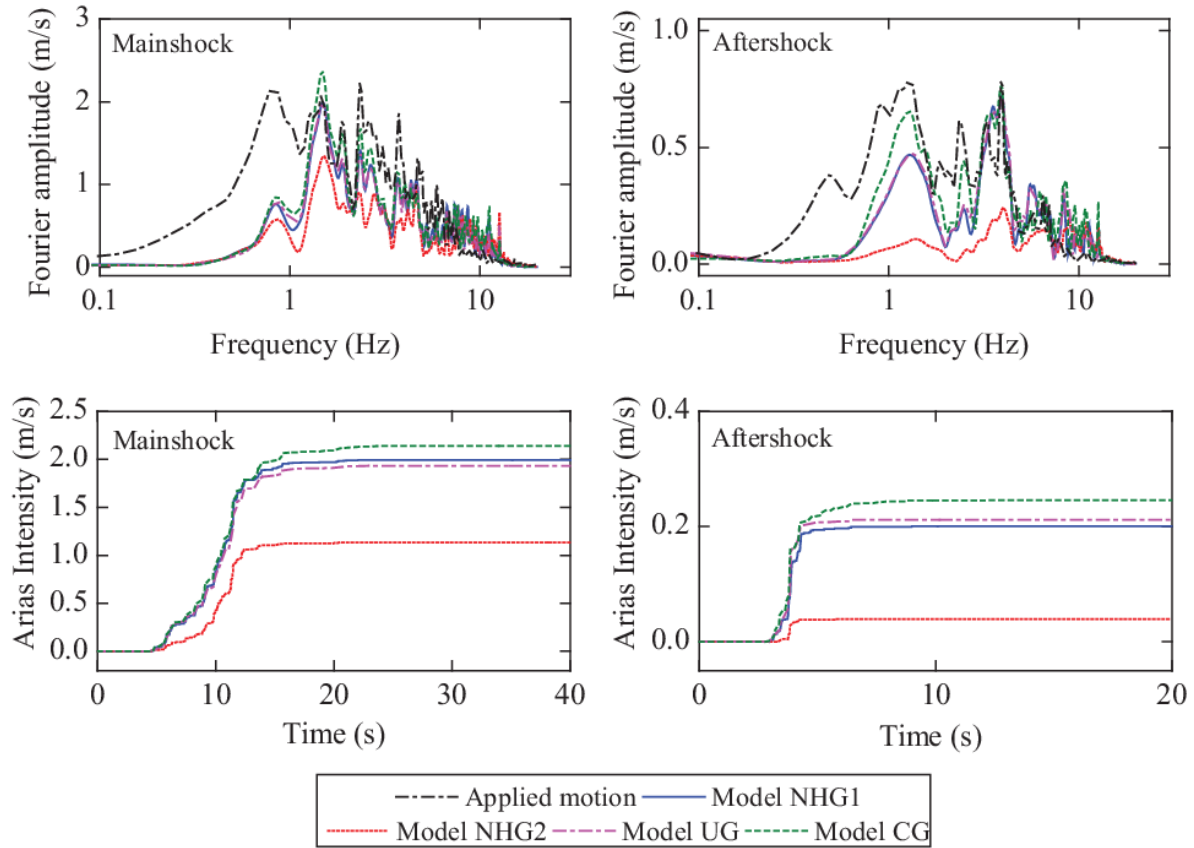 Mainshock
Fourier amplitude (m/s)
3
2
1
0
0.1
1
10
Frequency (Hz)
Aftershock
Fourier amplitude (m/s)
1.0
0.5
0.0
0.1
1
10
Frequency (Hz)
Mainshock
Arias Intensity (m/s)
2.5
2.0
1.5
1.0
0.5
0.0
0
10
20
30
40
Time (s)
Aftershock
Arias Intensity (m/s)
0.4
0.2
0.0
0
10
20
Time (s)
Applied motion
Model NHG1
Model NHG2
Model UG
Model CG